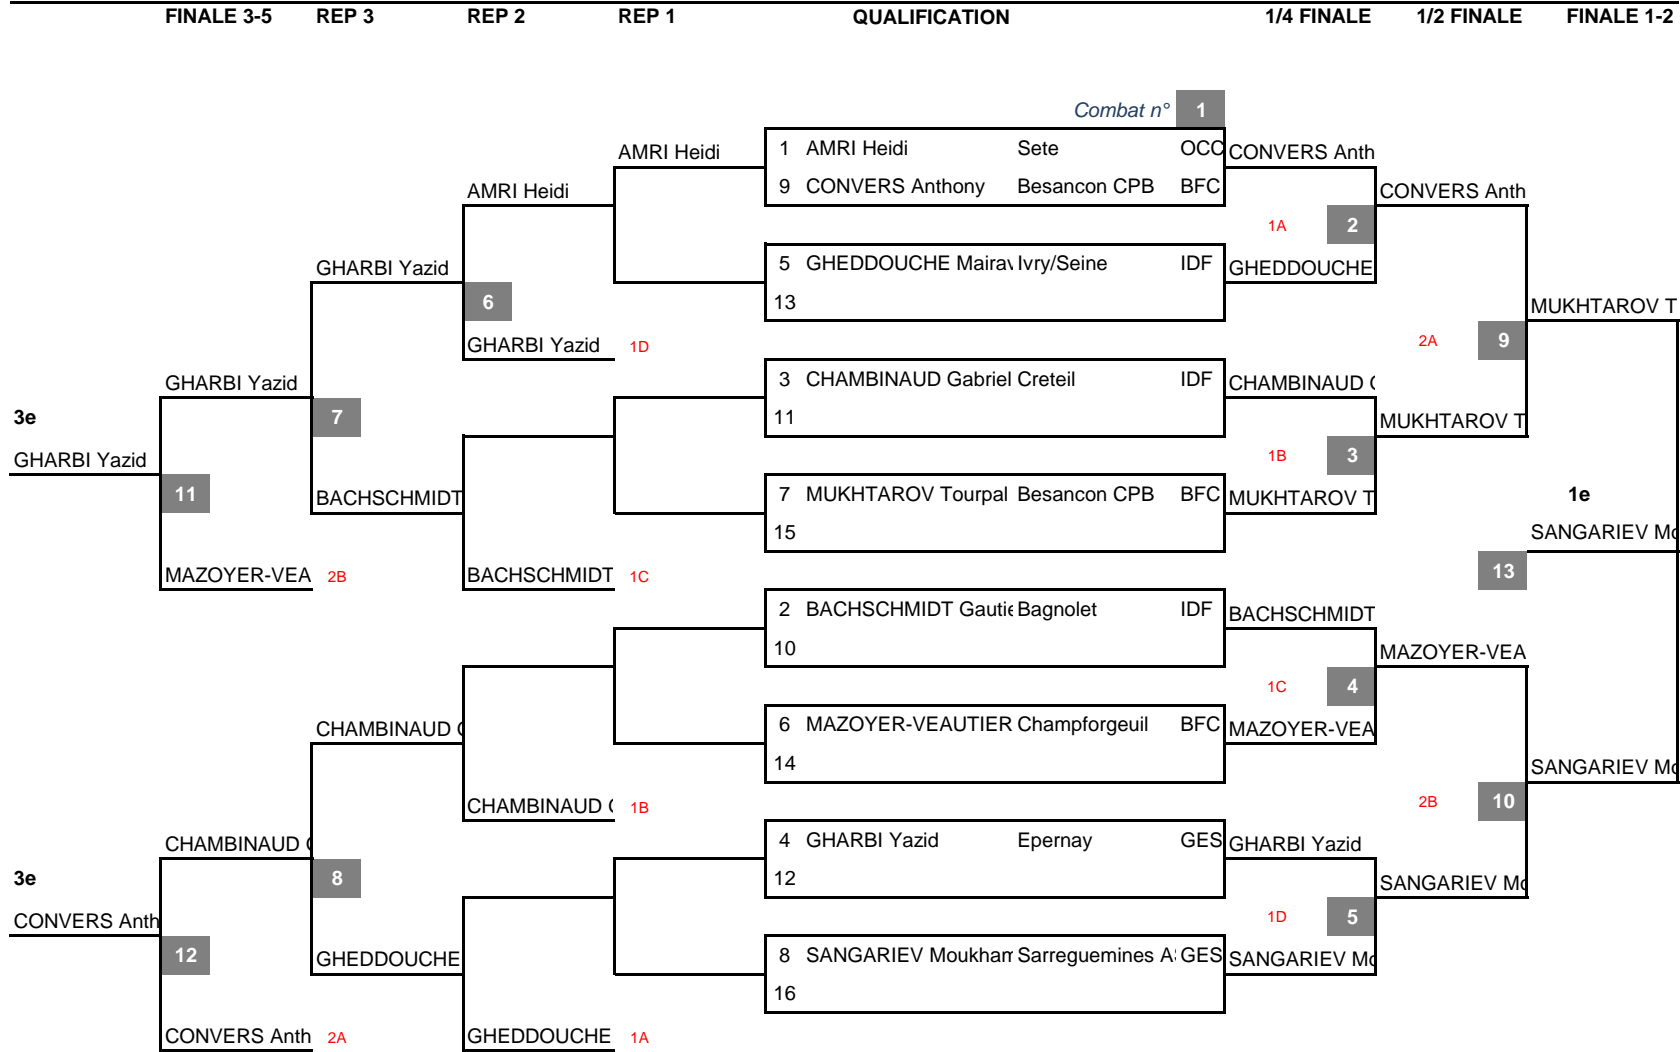 FINALE 3-5 REP 3 REP 2 REP 1 QUALIFICATION 1/4 FINALE 1/2 FINALE FINALE 1-2
Combat n° 1
AMRI Heidi 1 AMRI Heidi Sete OCC CONVERS Anth
AMRI Heidi 9 CONVERS Anthony Besancon CPB BFC CONVERS Anth
1A 2
GHARBI Yazid 5 GHEDDOUCHE Mairav Ivry/Seine IDF GHEDDOUCHE
6 13 MUKHTAROV T
GHARBI Yazid 1D 2A 9
GHARBI Yazid 3 CHAMBINAUD Gabriel Creteil IDF CHAMBINAUD
3e 7 11 MUKHTAROV T
GHARBI Yazid 1B 3
11 BACHSCHMIDT 7 MUKHTAROV Tourpal Besancon CPB BFC MUKHTAROV T 1e
15 SANGARIEV Mo
MAZOYER-VEA 2B BACHSCHMIDT 1C 13
2 BACHSCHMIDT Gautie Bagnolet IDF BACHSCHMIDT
10 MAZOYER-VEA
1C 4
CHAMBINAUD 6 MAZOYER-VEAUTIER Champforgeuil BFC MAZOYER-VEA
14 SANGARIEV Mo
CHAMBINAUD 1B 2B 10
CHAMBINAUD 4 GHARBI Yazid Epernay GES GHARBI Yazid
3e 8 12 SANGARIEV Mo
CONVERS Anth 1D 5
12 GHEDDOUCHE 8 SANGARIEV Moukham Sarreguemines A GES SANGARIEV Mo
16
CONVERS Anth 2A GHEDDOUCHE 1A